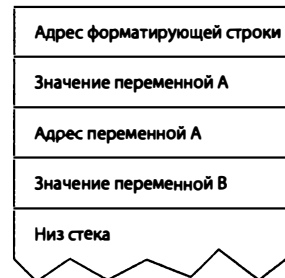 Адрес форматирующей строки
Значение переменной A
Адрес переменной A
Значение переменной B
Низ стека